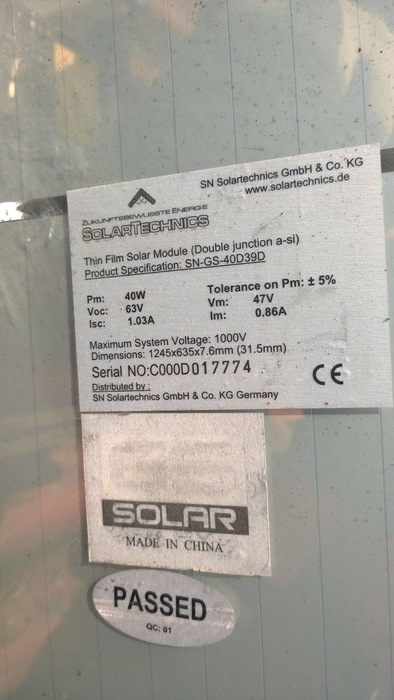 SN Solartechnics GmbH & Co. KG
www.solartechnics.de
ZUKUNFTSBEWUSSTE ENERGIE
SOLARTECHNICS
Thin Film Solar Module (Double junction a-si)
Product Specification: SN-GS-40D39D
Tolerance on Pm: ± 5%
Pm: 40W Vm: 47V
Voc: 63V Im: 0.86A
Isc: 1.03A
Maximum System Voltage: 1000V
Dimensions: 1245x635x7.6mm (31.5mm)
Serial NO:C000D017774
CE
Distributed by :
SN Solartechnics GmbH & Co. KG Germany
GS
SOLAR
MADE IN CHINA
PASSED
QC: 01